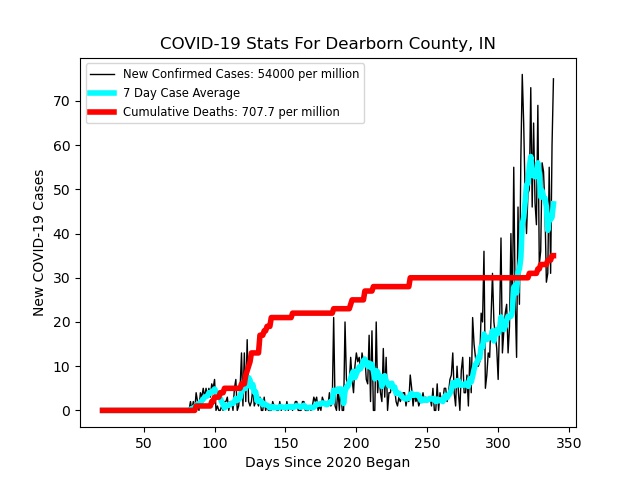 COVID-19 Stats For Dearborn County, IN
New Confirmed Cases: 54000 per million
7 Day Case Average
Cumulative Deaths: 707.7 per million
New COVID-19 Cases
70
60
50
40
30
20
10
0
50 100 150 200 250 300 350
Days Since 2020 Began